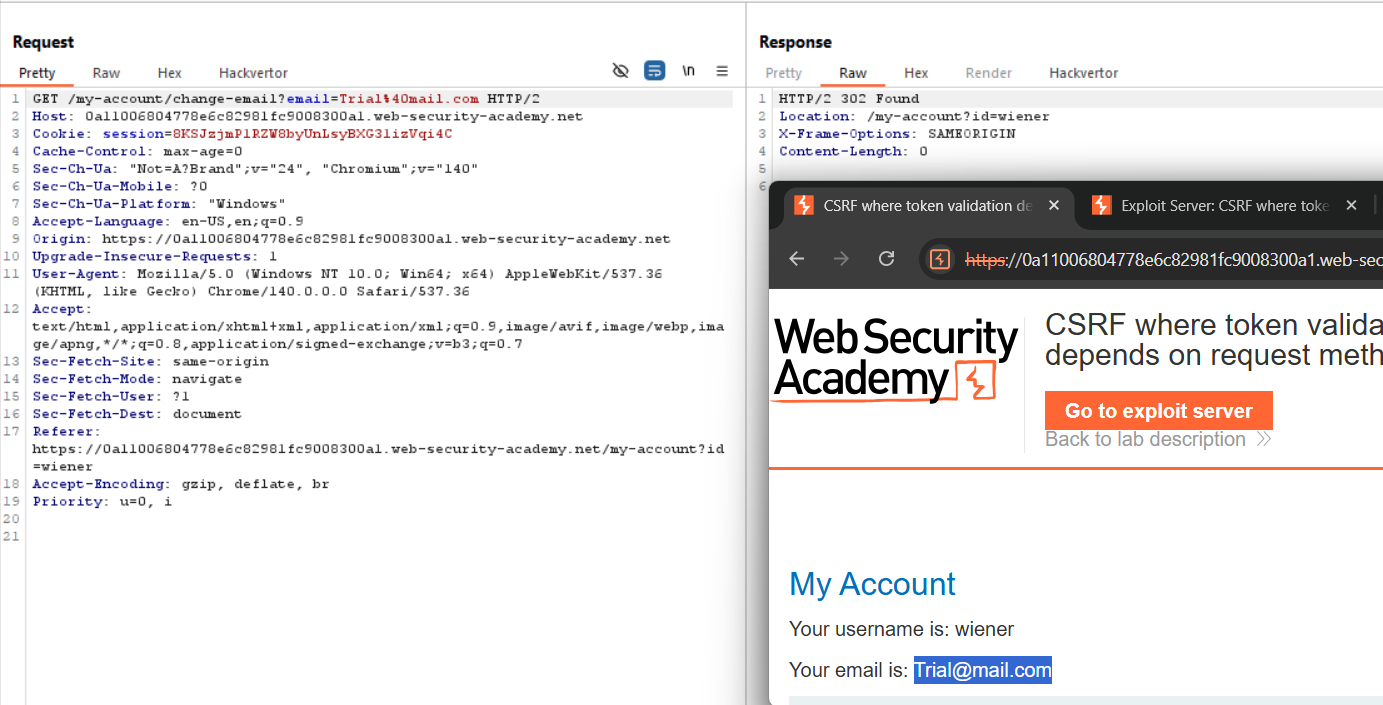 Request
Pretty Raw Hex Hackvertor
\n
1 GET /my-account/change-email?email=Trial%40mail.com HTTP/2
2 Host: 0a11006804778e6c82981fc9008300a1.web-security-academy.net
3 Cookie: session=8KSJzjmPlRZW8byUnLsyBXG3lizVqi4C
4 Cache-Control: max-age=0
5 Sec-Ch-Ua: "Not=A?Brand";v="24", "Chromium";v="140"
6 Sec-Ch-Ua-Mobile: ?0
7 Sec-Ch-Ua-Platform: "Windows"
8 Accept-Language: en-US,en;q=0.9
9 Origin: https://0a11006804778e6c82981fc9008300a1.web-security-academy.net
10 Upgrade-Insecure-Requests: 1
11 User-Agent: Mozilla/5.0 (Windows NT 10.0; Win64; x64) AppleWebKit/537.36
(KHTML, like Gecko) Chrome/140.0.0.0 Safari/537.36
12 Accept:
text/html,application/xhtml+xml,application/xml;q=0.9,image/avif,image/webp,ima
ge/apng,*/*;q=0.8,application/signed-exchange;v=b3;q=0.7
13 Sec-Fetch-Site: same-origin
14 Sec-Fetch-Mode: navigate
15 Sec-Fetch-User: ?1
16 Sec-Fetch-Dest: document
17 Referer:
https://0a11006804778e6c82981fc9008300a1.web-security-academy.net/my-account?id
=wiener
18 Accept-Encoding: gzip, deflate, br
19 Priority: u=0, i
20
21
Response
Pretty Raw Hex Render Hackvertor
1 HTTP/2 302 Found
2 Location: /my-account?id=wiener
3 X-Frame-Options: SAMEORIGIN
4 Content-Length: 0
5
6
CSRF where token validation de
Exploit Server: CSRF where toke
https://0a11006804778e6c82981fc9008300a1.web-sec
Web Security
Academy
CSRF where token valida
depends on request meth
Go to exploit server
Back to lab description
My Account
Your username is: wiener
Your email is: Trial@mail.com